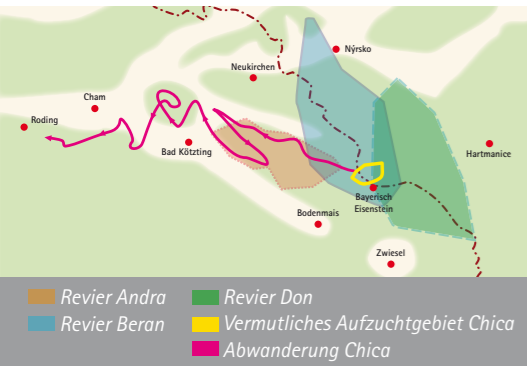 Nýrsko
Neukirchen
Cham
Roding
Bad Kötzting
Hartmanice
Bayerisch
Eisenstein
Bodenmais
Zwiesel
Revier Andra
Revier Don
Revier Beran
Vermutliches Aufzuchtgebiet Chica
Abwanderung Chica